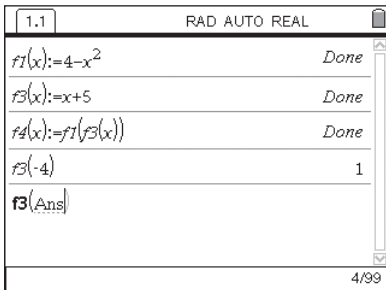 1.1 RAD AUTO REAL
f1(x):=4−x² Done
f3(x):=x+5 Done
f4(x):=f1(f3(x)) Done
f3(-4) 1
f3(Ans)
4/99